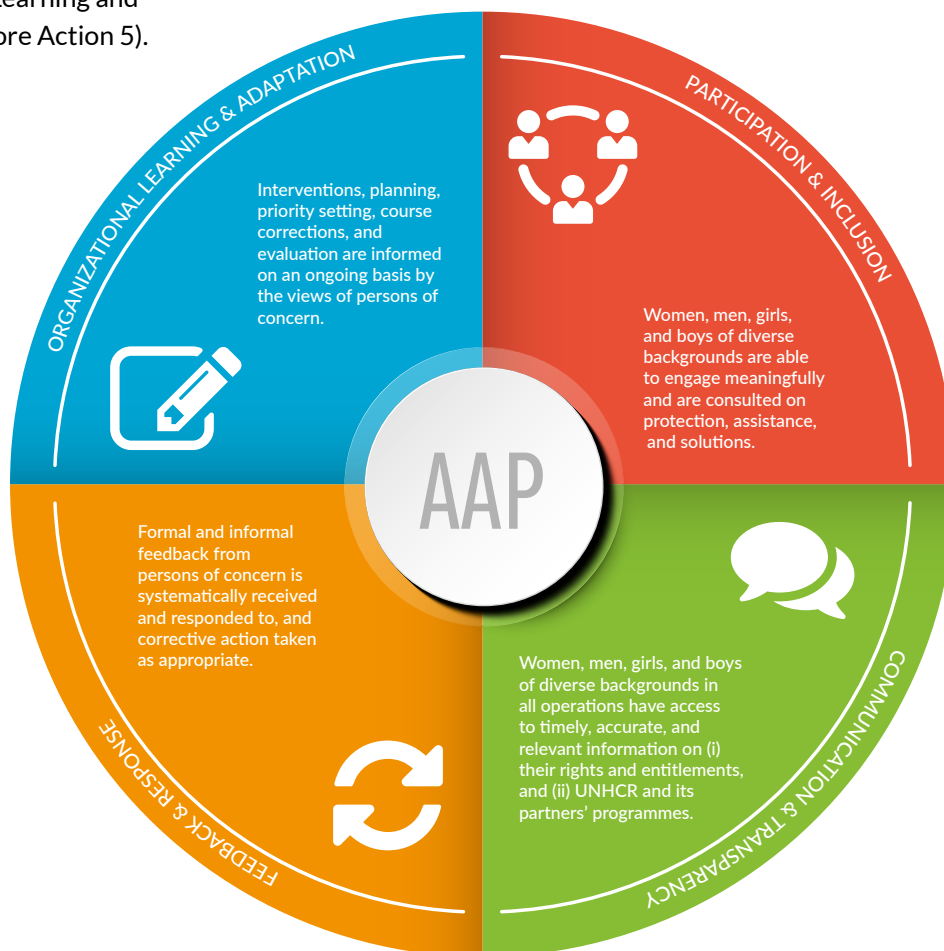 Learning and
ore Action 5).
ORGANIZATIONAL LEARNING & ADAPTATION
Interventions, planning,
priority setting, course
corrections, and
evaluation are informed
on an ongoing basis by
the views of persons of
concern.
PARTICIPATION & INCLUSION
Women, men, girls,
and boys of diverse
backgrounds are able
to engage meaningfully
and are consulted on
protection, assistance,
and solutions.
AAP
Formal and informal
feedback from
persons of concern is
systematically received
and responded to, and
corrective action taken
as appropriate.
FEEDBACK & RESPONSE
Women, men, girls, and boys
of diverse backgrounds in
all operations have access
to timely, accurate, and
relevant information on (i)
their rights and entitlements,
and (ii) UNHCR and its
partners' programmes.
COMMUNICATION & TRANSPARENCY